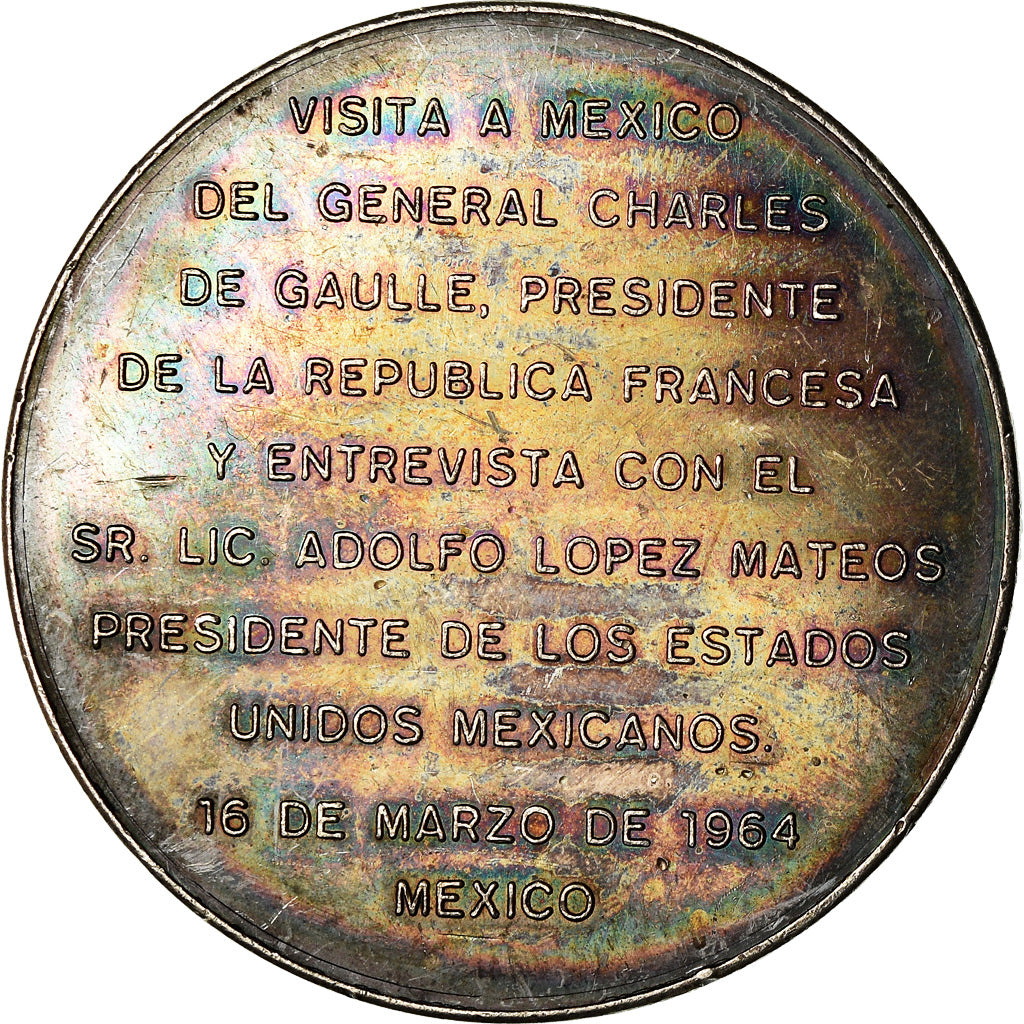 VISITA A MEXICO
DEL GENERAL CHARLES
DE GAULLE, PRESIDENTE
DE LA REPUBLICA FRANCESA
Y ENTREVISTA CON EL
SR. LIC. ADOLFO LOPEZ MATEOS
PRESIDENTE DE LOS ESTADOS
UNIDOS MEXICANOS.
16 DE MARZO DE 1964
MEXICO